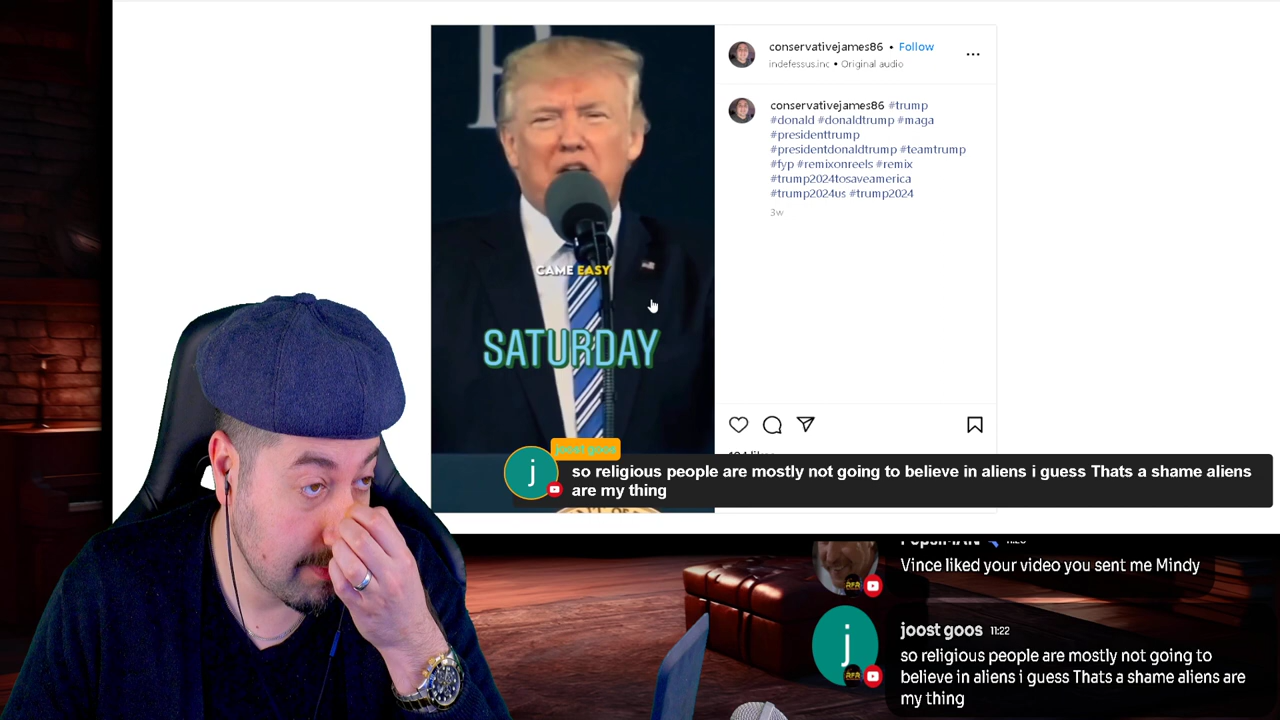 conservativejames86 • Follow
indefessus.inc • Original audio
conservativejames86 #trump
#donald #donaldtrump #maga
#presidenttrump
#presidentdonaldtrump #teamtrump
#fyp #remixonreels #remix
#trump2024tosaveamerica
#trump2024us #trump2024
3w
CAME EASY
SATURDAY
joost goos
j
so religious people are mostly not going to believe in aliens i guess Thats a shame aliens
are my thing
Vince liked your video you sent me Mindy
j
joost goos 11:22
so religious people are mostly not going to
believe in aliens i guess Thats a shame aliens are
my thing